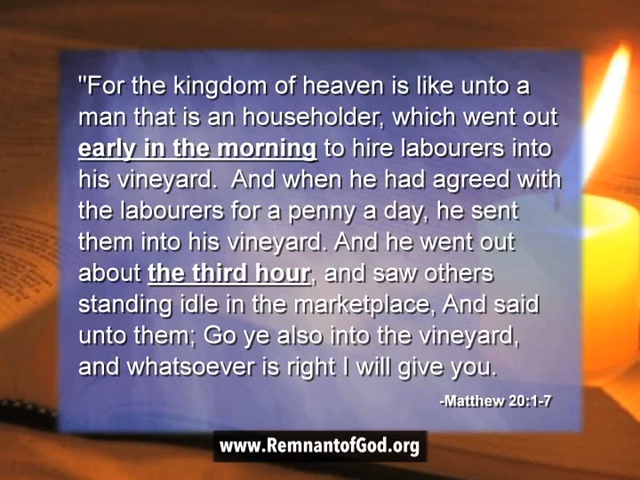 "For the kingdom of heaven is like unto a
man that is an householder, which went out
early in the morning to hire labourers into
his vineyard.  And when he had agreed with
the labourers for a penny a day, he sent
them into his vineyard. And he went out
about the third hour, and saw others
standing idle in the marketplace, And said
unto them; Go ye also into the vineyard,
and whatsoever is right I will give you.
-Matthew 20:1-7
www.RemnantofGod.org